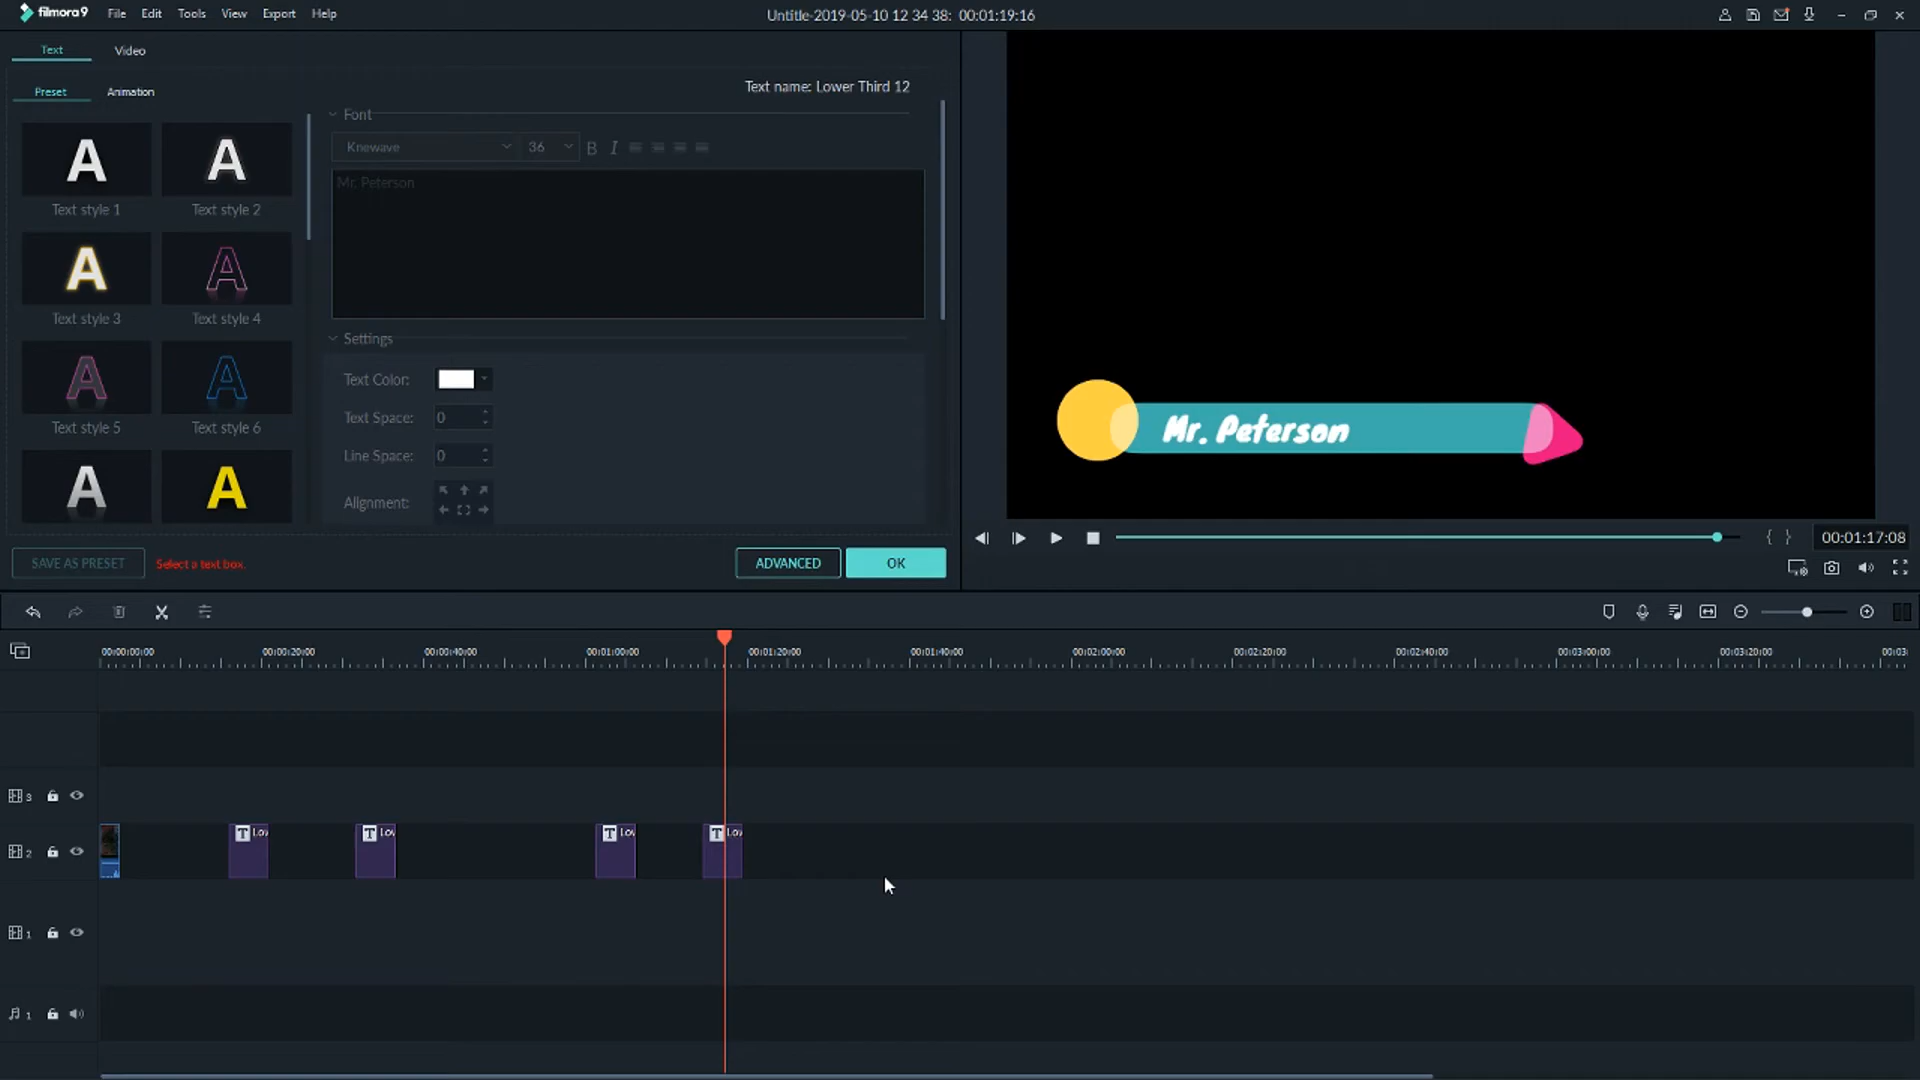 filmora9 File Edit Tools View Export Help
Untitle-2019-05-10 12 34 38: 00:01:19:16
Text Video
Preset Animation
Text name: Lower Third 12
Font
Knewave 36 B I
Mr. Peterson
A A
Text style 1 Text style 2
A A
Text style 3 Text style 4
A A
Text style 5 Text style 6
A A
Settings
Text Color:
Text Space: 0
Line Space: 0
Alignment:
SAVE AS PRESET Select a text box. ADVANCED OK
Mr. Peterson
{ } 00:01:17:08
00:00:00:00 00:00:20:00 00:00:40:00 00:01:00:00 00:01:20:00 00:01:40:00 00:02:00:00 00:02:20:00 00:02:40:00 00:03:00:00 00:03:20:00 00:03
3
2 T Lov T Lov T Lov T Lov
1
1